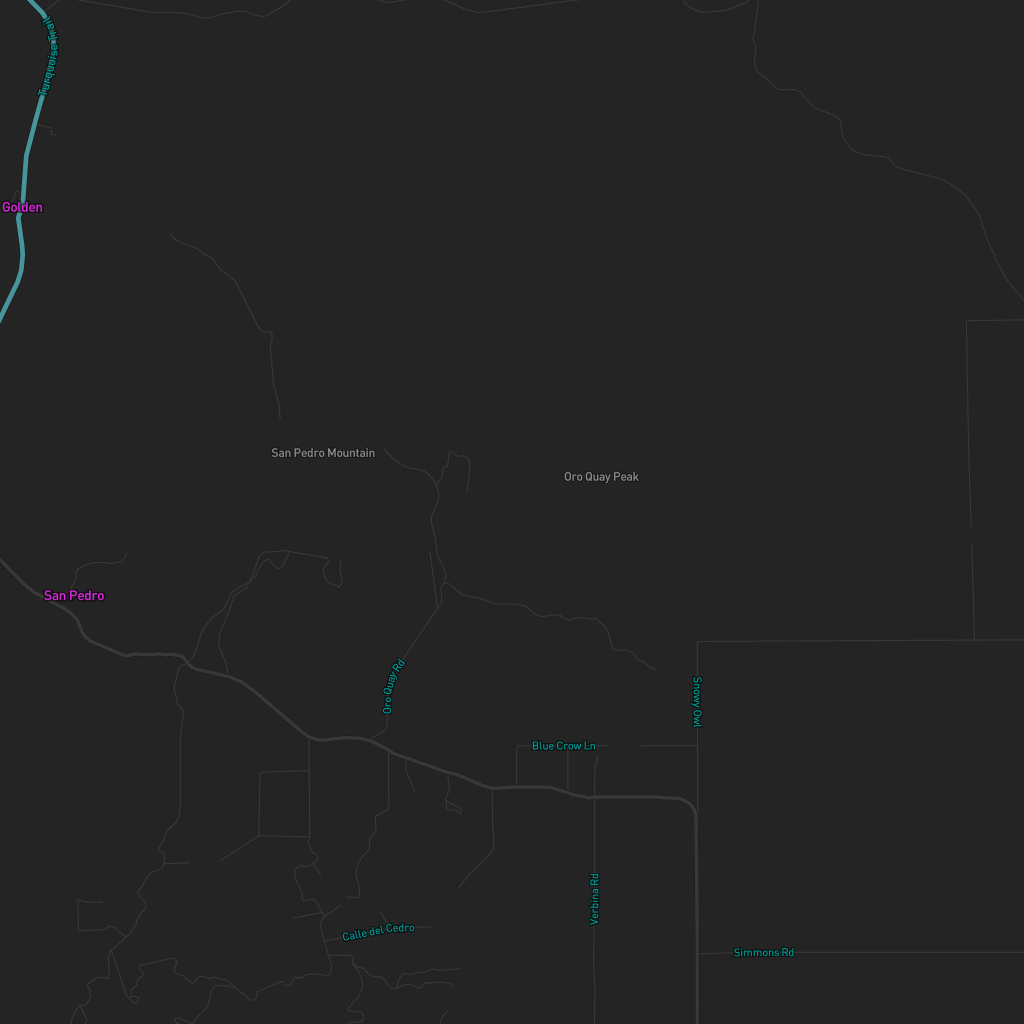 Turquoise Trail
Golden
San Pedro Mountain
Oro Quay Peak
San Pedro
Oro Quay Rd
Snowy Owl
Blue Crow Ln
Verbina Rd
Calle del Cedro
Simmons Rd